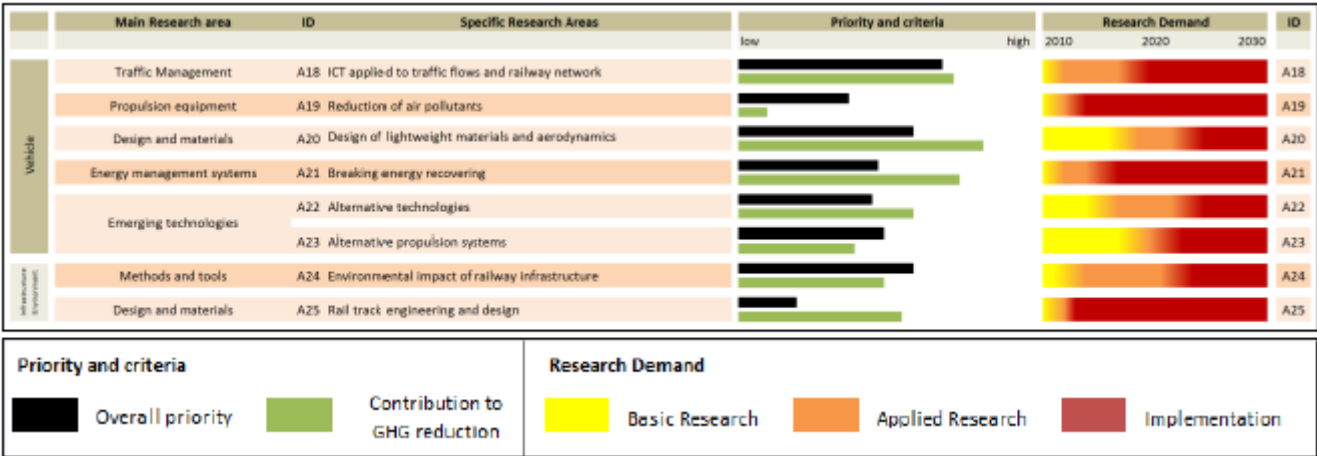 Main Research area ID Specific Research Areas Priority and criteria Research Demand ID
low high 2010 2020 2030
Vehicle
Traffic Management A18 ICT applied to traffic flows and railway network A18
Propulsion equipment A19 Reduction of air pollutants A19
Design and materials A20 Design of lightweight materials and aerodynamics A20
Energy management systems A21 Breaking energy recovering A21
Emerging technologies A22 Alternative technologies A22
A23 Alternative propulsion systems A23
Infrastructure
Environment
Methods and tools A24 Environmental impact of railway infrastructure A24
Design and materials A25 Rail track engineering and design A25
Priority and criteria
Overall priority
Contribution to
GHG reduction
Research Demand
Basic Research
Applied Research
Implementation